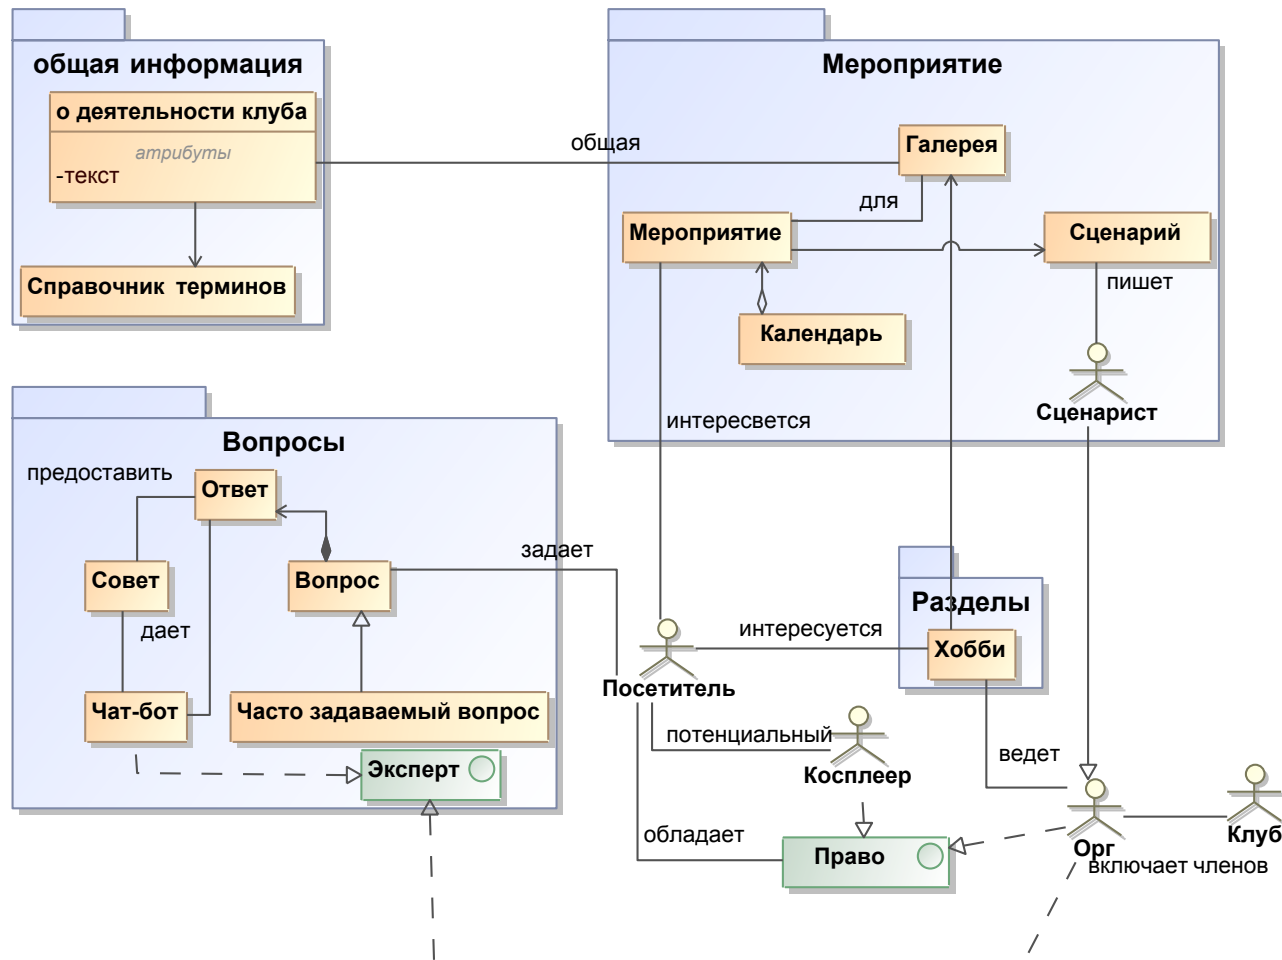 общая информация
о деятельности клуба
атрибуты
-текст
Справочник терминов
общая
Мероприятие
Галерея
для
Мероприятие
Сценарий
пишет
Календарь
Сценарист
интересвется
Вопросы
предоставить
Ответ
задает
Совет
Вопрос
дает
Чат-бот
Часто задаваемый вопрос
Эксперт
Разделы
интересуется
Хобби
Посетитель
потенциальный
Косплеер
ведет
обладает
Право
Орг
Клуб
включает членов